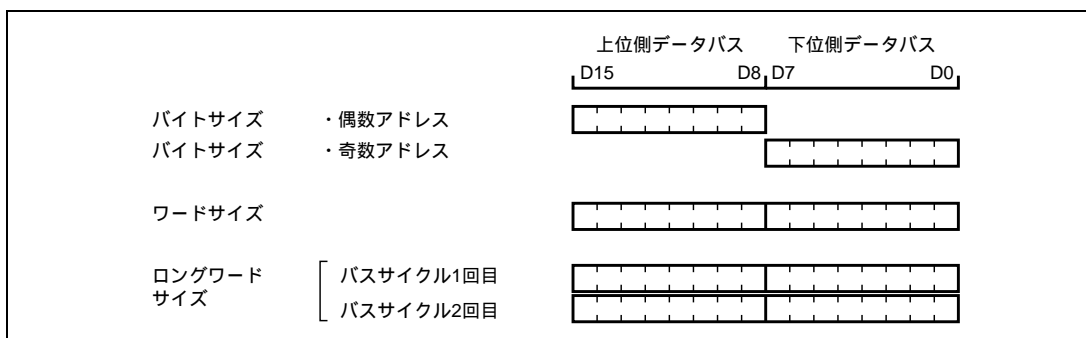 上位側データバス 下位側データバス
D15 D8 D7 D0
バイトサイズ ・偶数アドレス
バイトサイズ ・奇数アドレス
ワードサイズ
ロングワード
サイズ
バスサイクル1回目
バスサイクル2回目